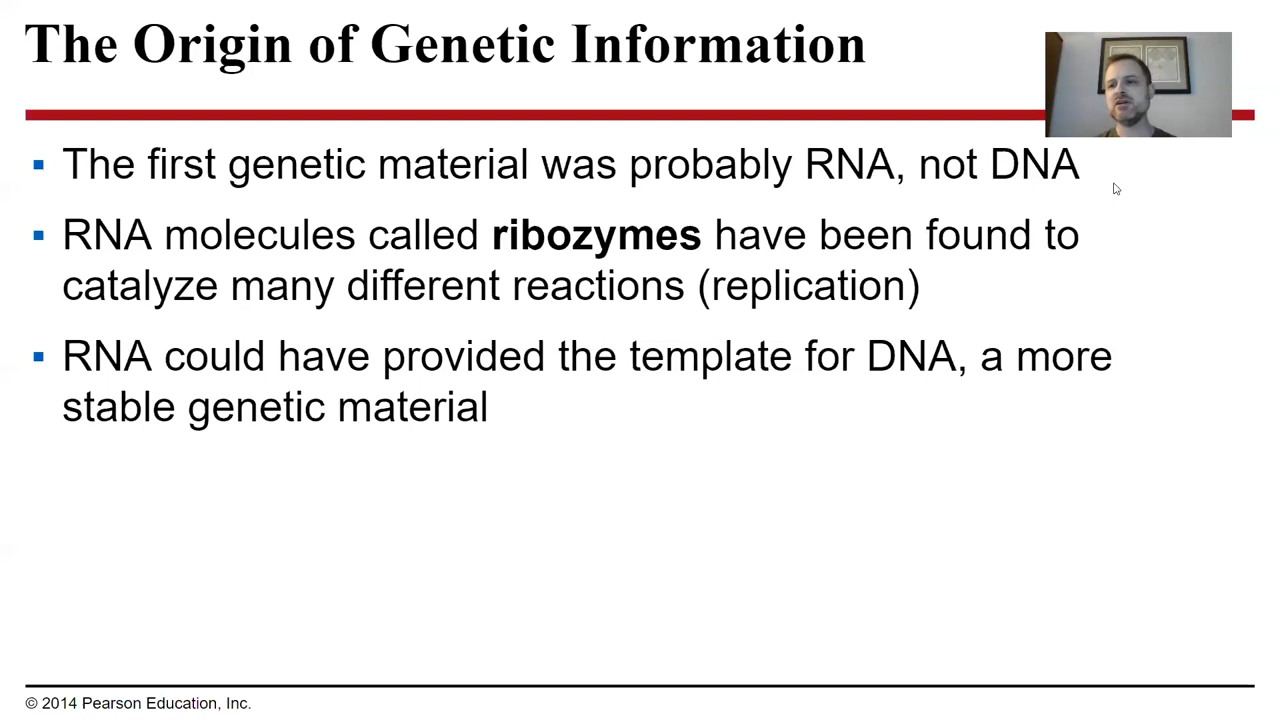 The Origin of Genetic Information
▪ The first genetic material was probably RNA, not DNA
▪ RNA molecules called ribozymes have been found to
catalyze many different reactions (replication)
▪ RNA could have provided the template for DNA, a more
stable genetic material
© 2014 Pearson Education, Inc.